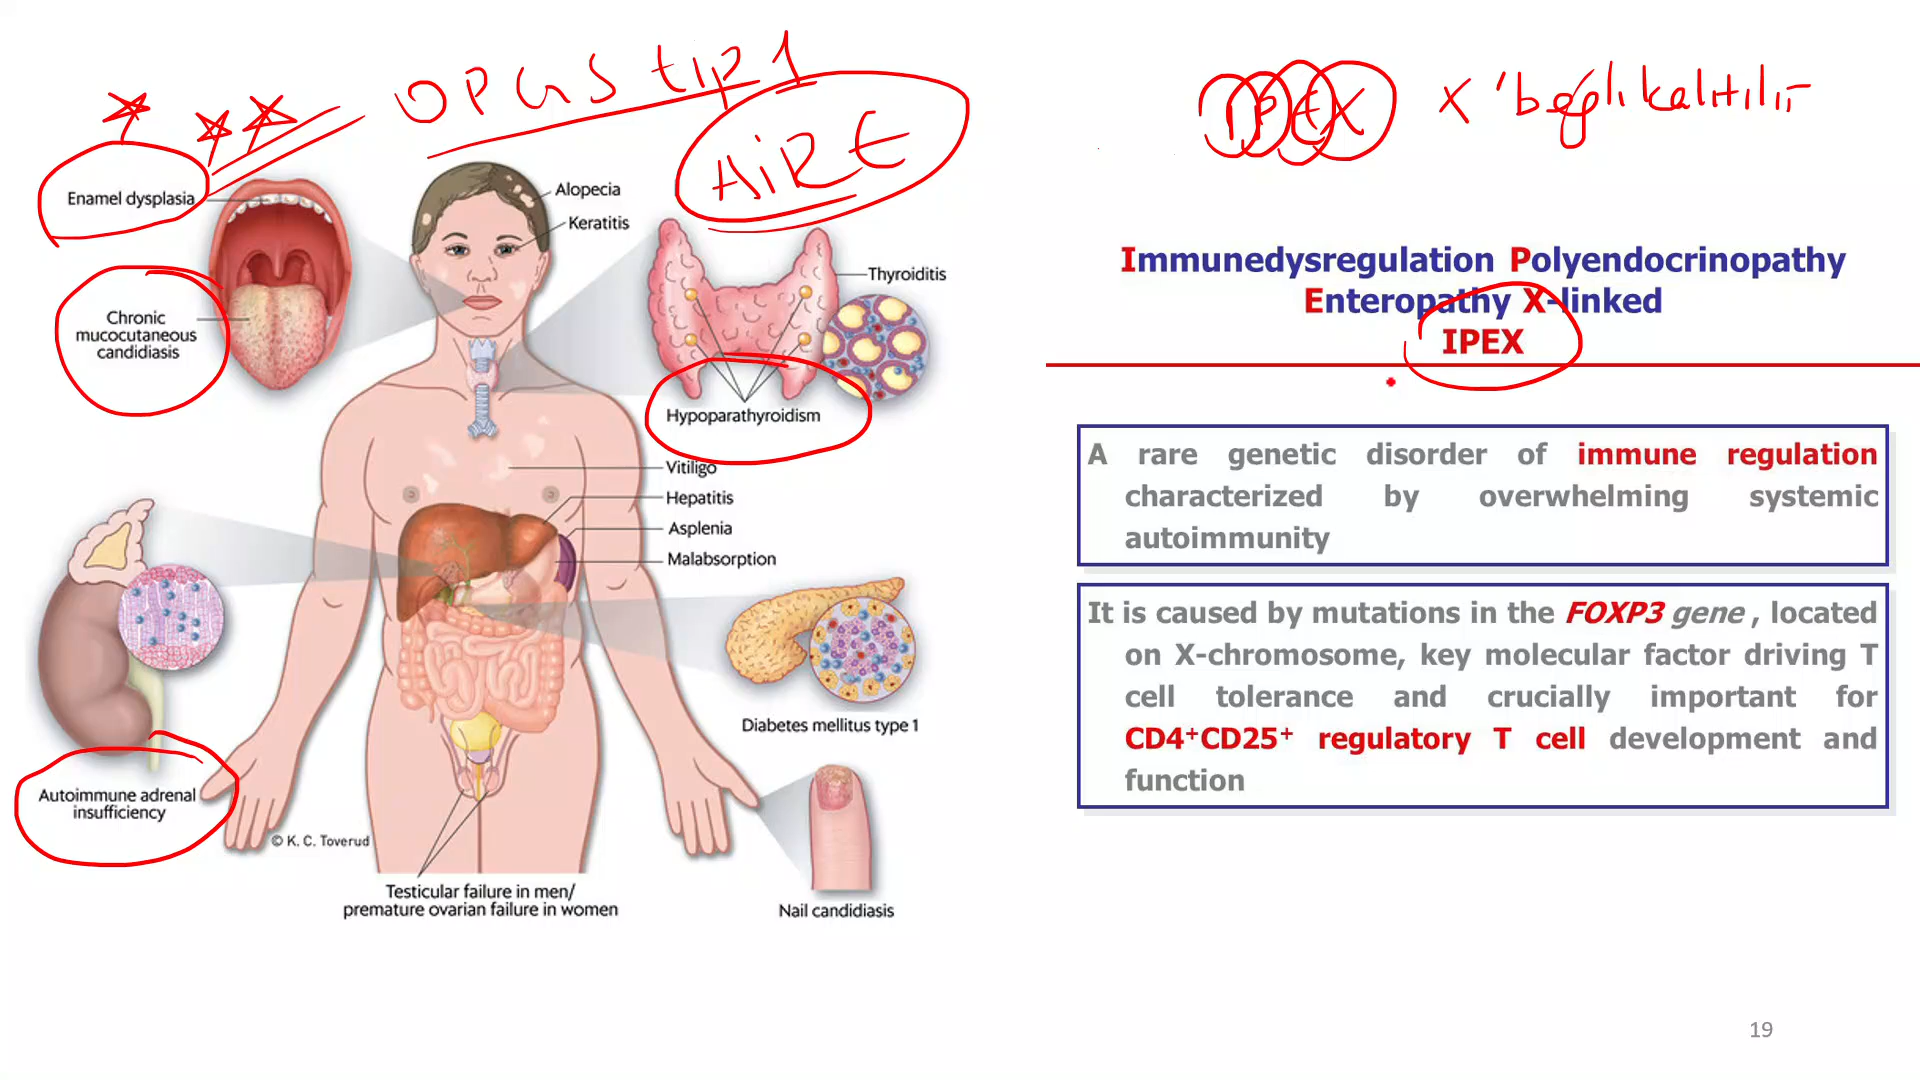 OPGS tip 1
AiRE
Enamel dysplasia
Chronic
mucocutaneous
candidiasis
Alopecia
Keratitis
Thyroiditis
Hypoparathyroidism
Vitiligo
Hepatitis
Asplenia
Malabsorption
Diabetes mellitus type 1
Autoimmune adrenal
insufficiency
© K. C. Toverud
Testicular failure in men/
premature ovarian failure in women
Nail candidiasis
IPEX X'e bağlı kalıtılır
Immunedysregulation Polyendocrinopathy
Enteropathy X-linked
IPEX
A rare genetic disorder of immune regulation
characterized by overwhelming systemic
autoimmunity
It is caused by mutations in the FOXP3 gene , located
on X-chromosome, key molecular factor driving T
cell tolerance and crucially important for
CD4⁺CD25⁺ regulatory T cell development and
function
19